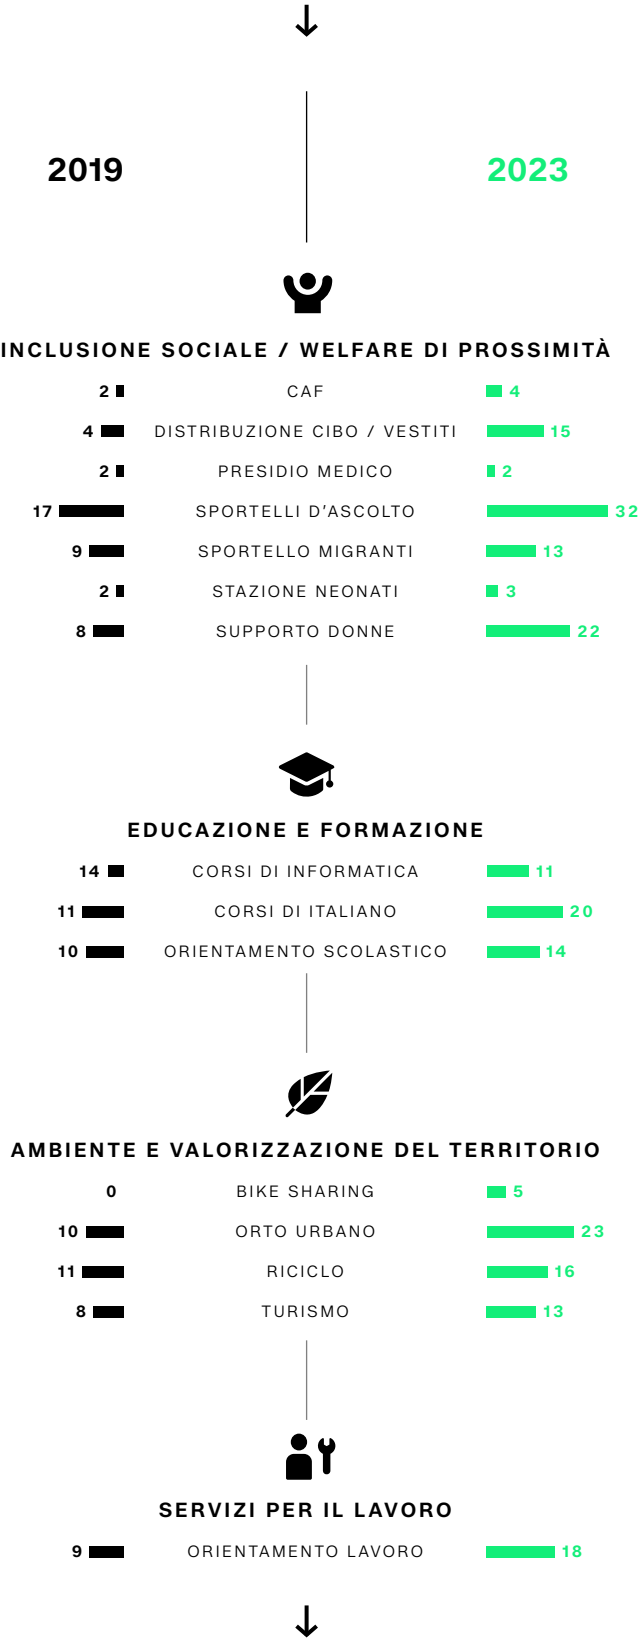 2019 2023
INCLUSIONE SOCIALE / WELFARE DI PROSSIMITÀ
2 CAF 4
4 DISTRIBUZIONE CIBO / VESTITI 15
2 PRESIDIO MEDICO 2
17 SPORTELLI D'ASCOLTO 32
9 SPORTELLO MIGRANTI 13
2 STAZIONE NEONATI 3
8 SUPPORTO DONNE 22
EDUCAZIONE E FORMAZIONE
14 CORSI DI INFORMATICA 11
11 CORSI DI ITALIANO 20
10 ORIENTAMENTO SCOLASTICO 14
AMBIENTE E VALORIZZAZIONE DEL TERRITORIO
0 BIKE SHARING 5
10 ORTO URBANO 23
11 RICICLO 16
8 TURISMO 13
SERVIZI PER IL LAVORO
9 ORIENTAMENTO LAVORO 18